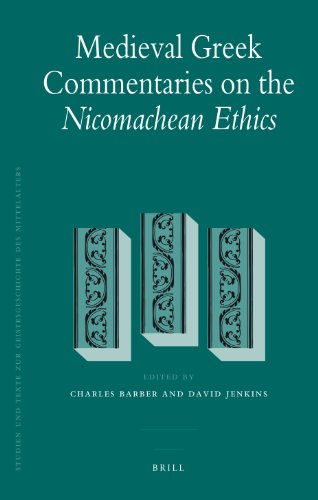 Medieval Greek
Commentaries on the
Nicomachean Ethics
STUDIEN UND TEXTE ZUR GEISTESGESCHICHTE DES MITTELALTERS
EDITED BY
CHARLES BARBER AND DAVID JENKINS
BRILL